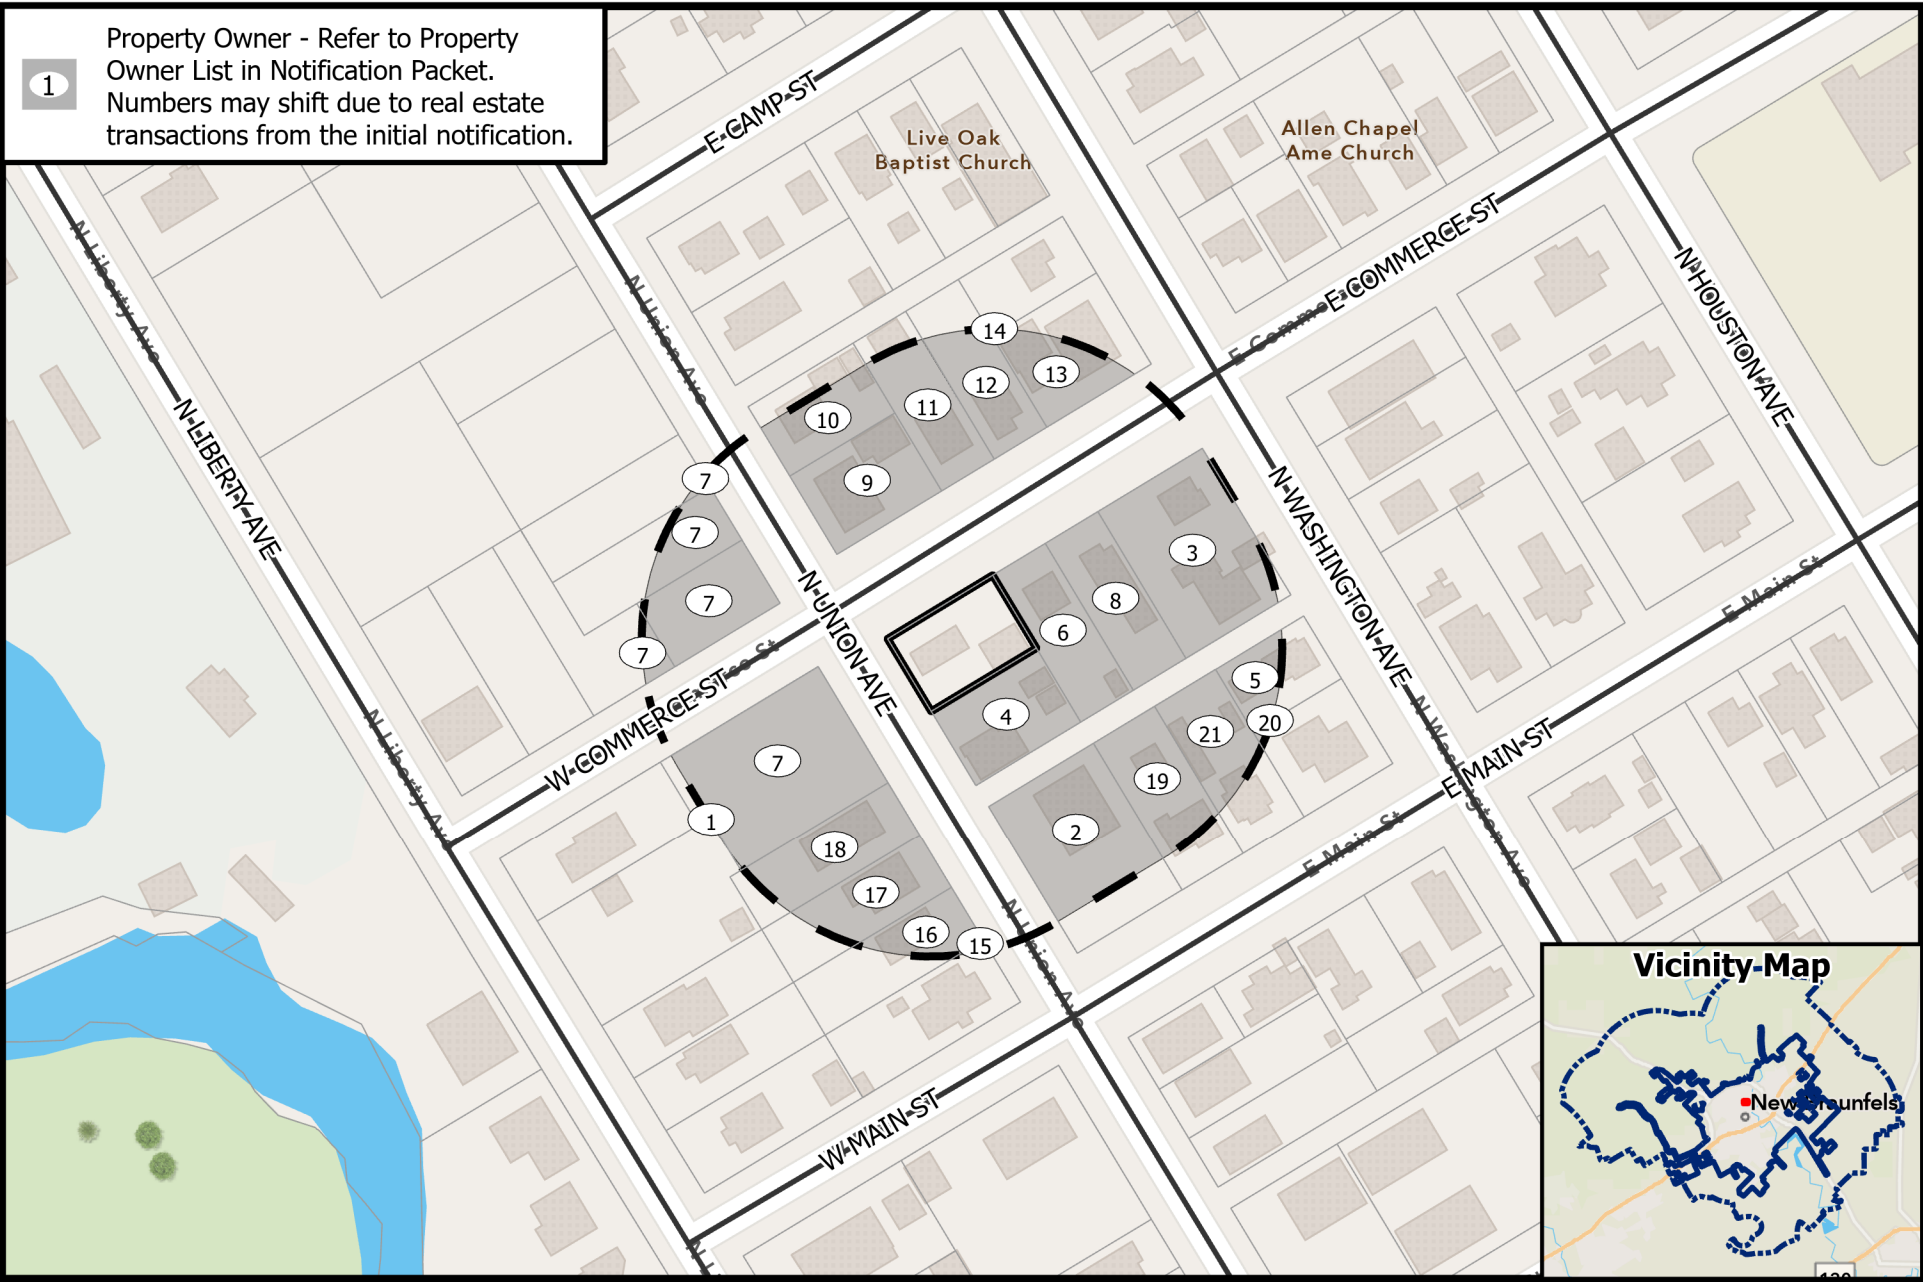 1
Property Owner - Refer to Property
Owner List in Notification Packet.
Numbers may shift due to real estate
transactions from the initial notification.
E CAMP ST
Live Oak
Baptist Church
Allen Chapel
Ame Church
N Liberty Ave
N Union Ave
E COMMERCE ST
N HOUSTON AVE
14
13
12
11
10
9
N LIBERTY AVE
7
7
7
7
N UNION AVE
N WASHINGTON AVE
3
8
6
4
5
20
21
19
2
E Main St
W COMMERCE ST
7
1
18
17
16
15
N Liberty Ave
N Washington Ave
E MAIN ST
E Main St
N Union Ave
W MAIN ST
Vicinity Map
New Braunfels